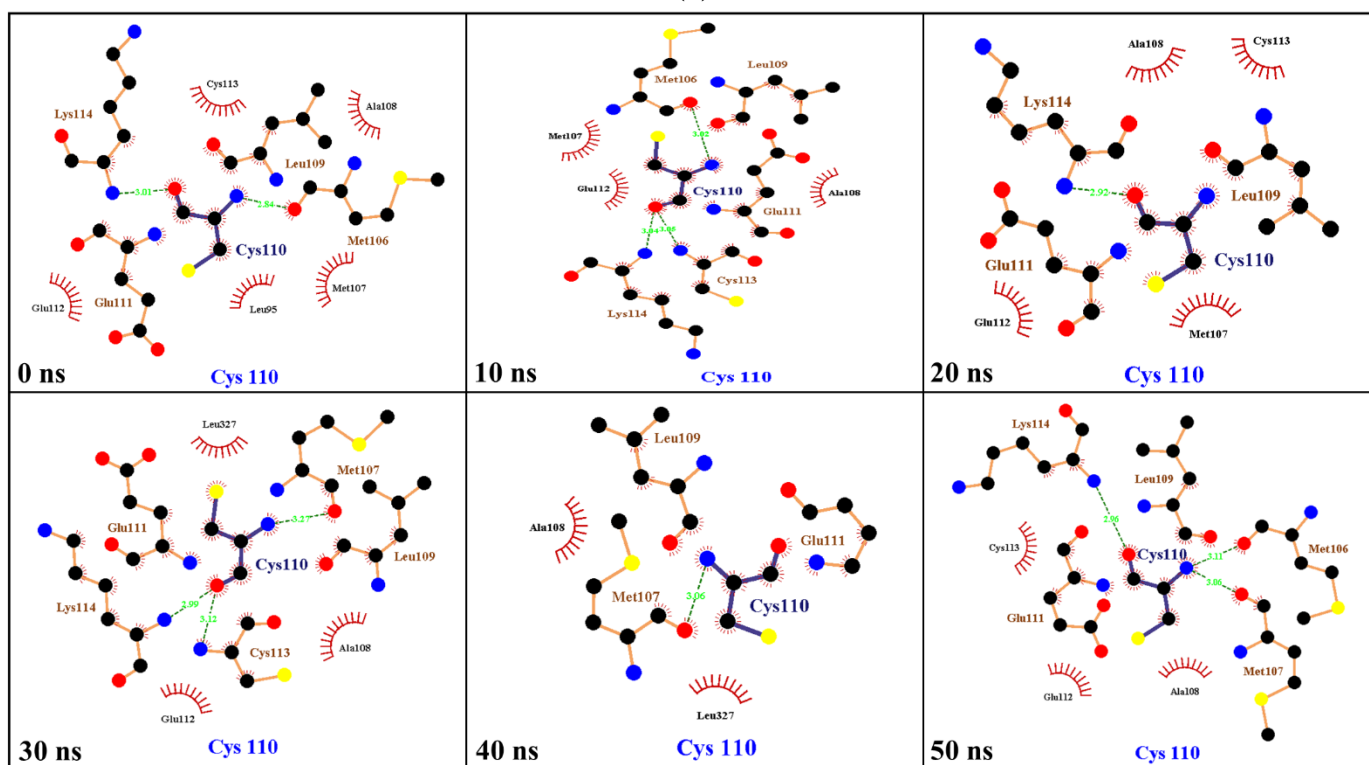 Cys113
Ala108
Lys114
Leu109
3.01
2.84
Cys110
Met106
Met107
Glu112
Glu111
Leu95
0 ns
Cys 110
Met106
Leu109
3.02
Met107
Glu112
Cys110
Ala108
Glu111
3.04
3.08
Cys113
Lys114
10 ns
Cys 110
Ala108
Cys113
Lys114
2.92
Leu109
Glu111
Cys110
Glu112
Met107
20 ns
Cys 110
Leu327
Met107
3.27
Glu111
Cys110
Leu109
Lys114
2.99
3.12
Cys113
Ala108
Glu112
30 ns
Cys 110
Leu109
Ala108
Glu111
Met107
3.06
Cys110
Leu327
40 ns
Cys 110
Lys114
Leu109
2.96
Cys113
Cys110
3.11
Met106
3.06
Glu111
Glu112
Ala108
Met107
50 ns
Cys 110